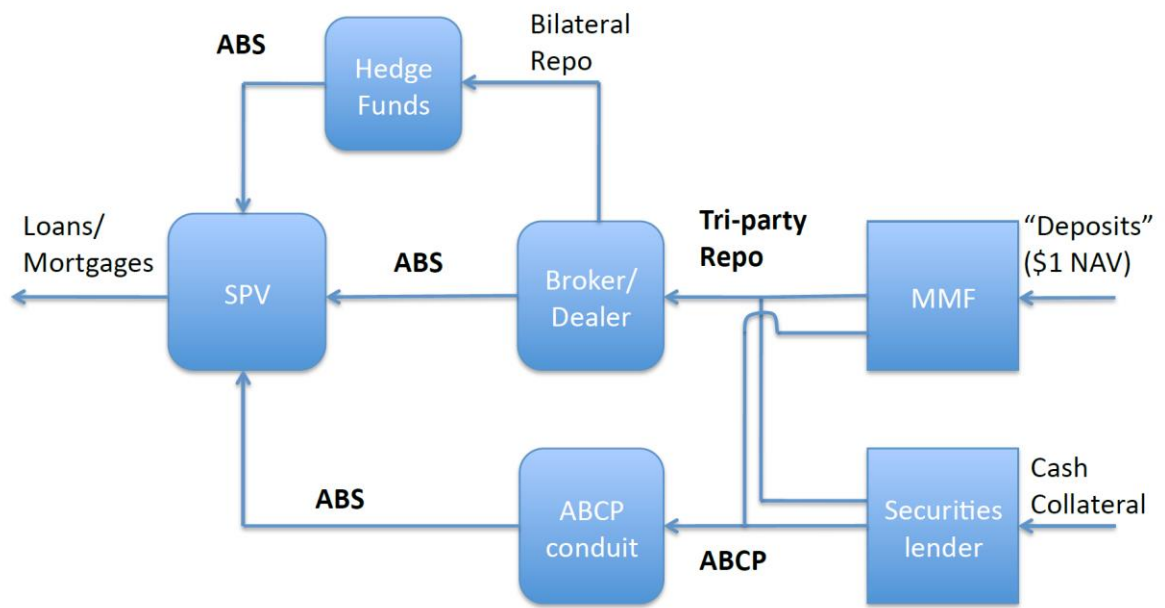 ABS
Hedge
Funds
Bilateral
Repo
Loans/
Mortgages
SPV
ABS
Broker/
Dealer
Tri-party
Repo
MMF
“Deposits”
($1 NAV)
ABS
ABCP
conduit
ABCP
Securities
lender
Cash
Collateral